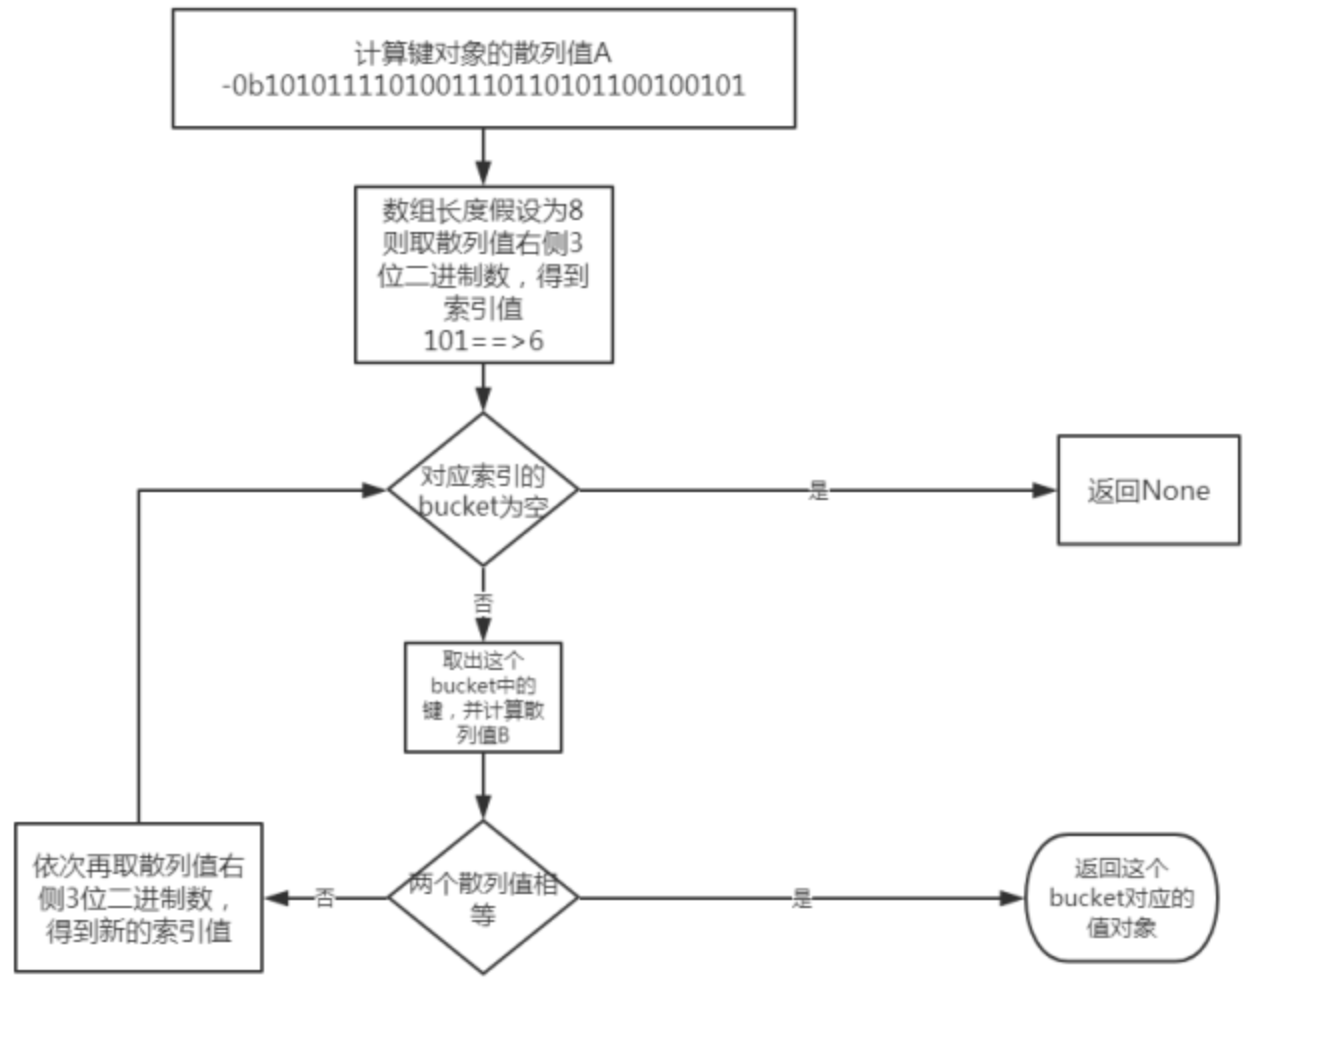 计算键对象的散列值A
-0b1010111101001110110101100100101
数组长度假设为8
则取散列值右侧3
位二进制数，得到
索引值
101==>6
对应索引的
bucket为空
是
返回None
否
取出这个
bucket中的
键，并计算散
列值B
依次再取散列值右
侧3位二进制数，
得到新的索引值
否
两个散列值相
等
是
返回这个
bucket对应的
值对象